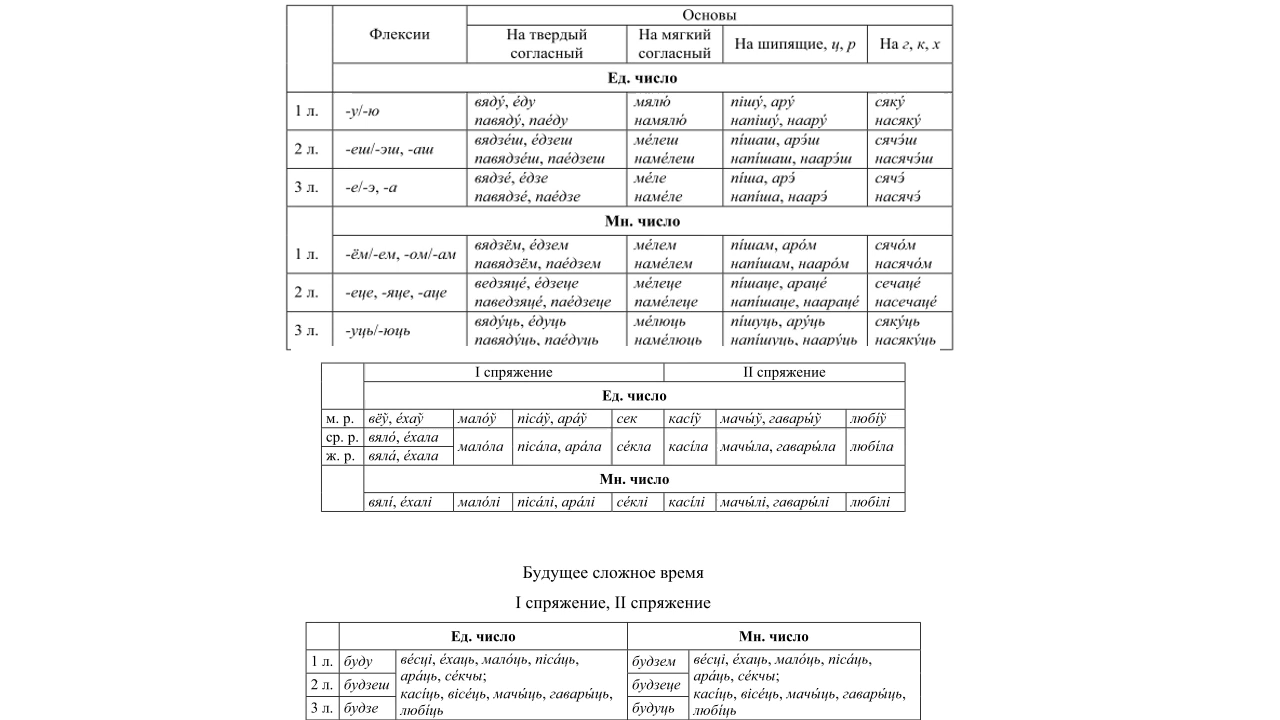 Флексии
Основы
На твердый согласный
На мягкий согласный
На шипящие, ц, р
На г, к, х
Ед. число
1 л.
-у/-ю
вяду́, е́ду
павяду́, пае́ду
мялю́
намялю́
пішу́, ару́
напішу́, наару́
сяку́
насяку́
2 л.
-еш/-эш, -аш
вядзе́ш, е́дзеш
павядзе́ш, пае́дзеш
ме́леш
наме́леш
пі́шаш, арэ́ш
напі́шаш, наарэ́ш
сячэ́ш
насячэ́ш
3 л.
-е/-э, -а
вядзе́, е́дзе
павядзе́, пае́дзе
ме́ле
наме́ле
пі́ша, арэ́
напі́ша, наарэ́
сячэ́
насячэ́
Мн. число
1 л.
-ём/-ем, -ом/-ам
вядзём, е́дзем
павядзём, пае́дзем
ме́лем
наме́лем
пі́шам, аро́м
напі́шам, нааро́м
сячо́м
насячо́м
2 л.
-еце, -яце, -аце
ведзяце́, е́дзеце
паведзяце́, пае́дзеце
ме́леце
паме́леце
пі́шаце, араце́
напі́шаце, наараце́
сечаце́
насечаце́
3 л.
-уць/-юць
вяду́ць, е́дуць
павяду́ць, пае́дуць
ме́люць
наме́люць
пі́шуць, ару́ць
напі́шуць, наару́ць
сяку́ць
насяку́ць
I спряжение
II спряжение
Ед. число
м. р.
вёў, е́хаў
мало́ў
піса́ў, ара́ў
сек
касі́ў
мачы́ў, гавары́ў
любі́ў
ср. р.
вяло́, е́хала
мало́ла
піса́ла, ара́ла
се́кла
касі́ла
мачы́ла, гавары́ла
любі́ла
ж. р.
вяла́, е́хала
Мн. число
вялі́, е́халі
мало́лі
піса́лі, ара́лі
се́клі
касі́лі
мачы́лі, гавары́лі
любі́лі
Будущее сложное время
I спряжение, II спряжение
Ед. число
Мн. число
1 л.
буду
2 л.
будзеш
3 л.
будзе
ве́сці, е́хаць, мало́ць, піса́ць,
ара́ць, се́кчы;
касі́ць, вісе́ць, мачы́ць, гавары́ць,
любі́ць
будзем
будзеце
будуць
ве́сці, е́хаць, мало́ць, піса́ць,
ара́ць, се́кчы;
касі́ць, вісе́ць, мачы́ць, гавары́ць,
любі́ць